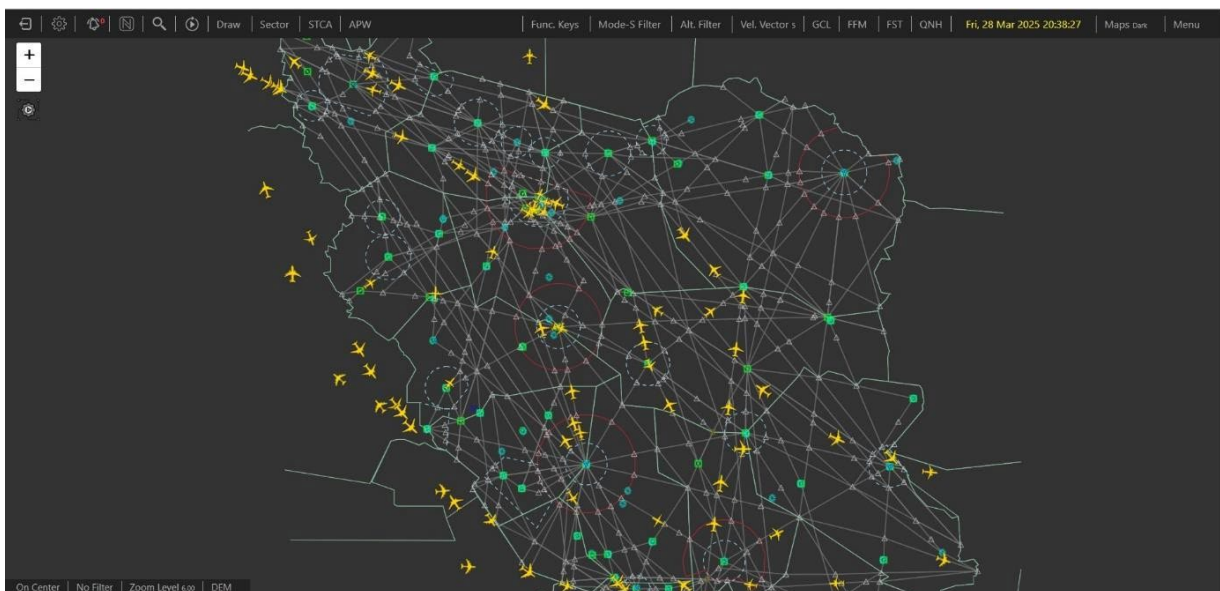 Draw Sector STCA APW Func. Keys Mode-S Filter Alt. Filter Vel. Vector s GCL FFM FST QNH Fri, 28 Mar 2025 20:38:27 Maps Dark Menu
+
−
On Center No Filter Zoom Level 6.00 DEM